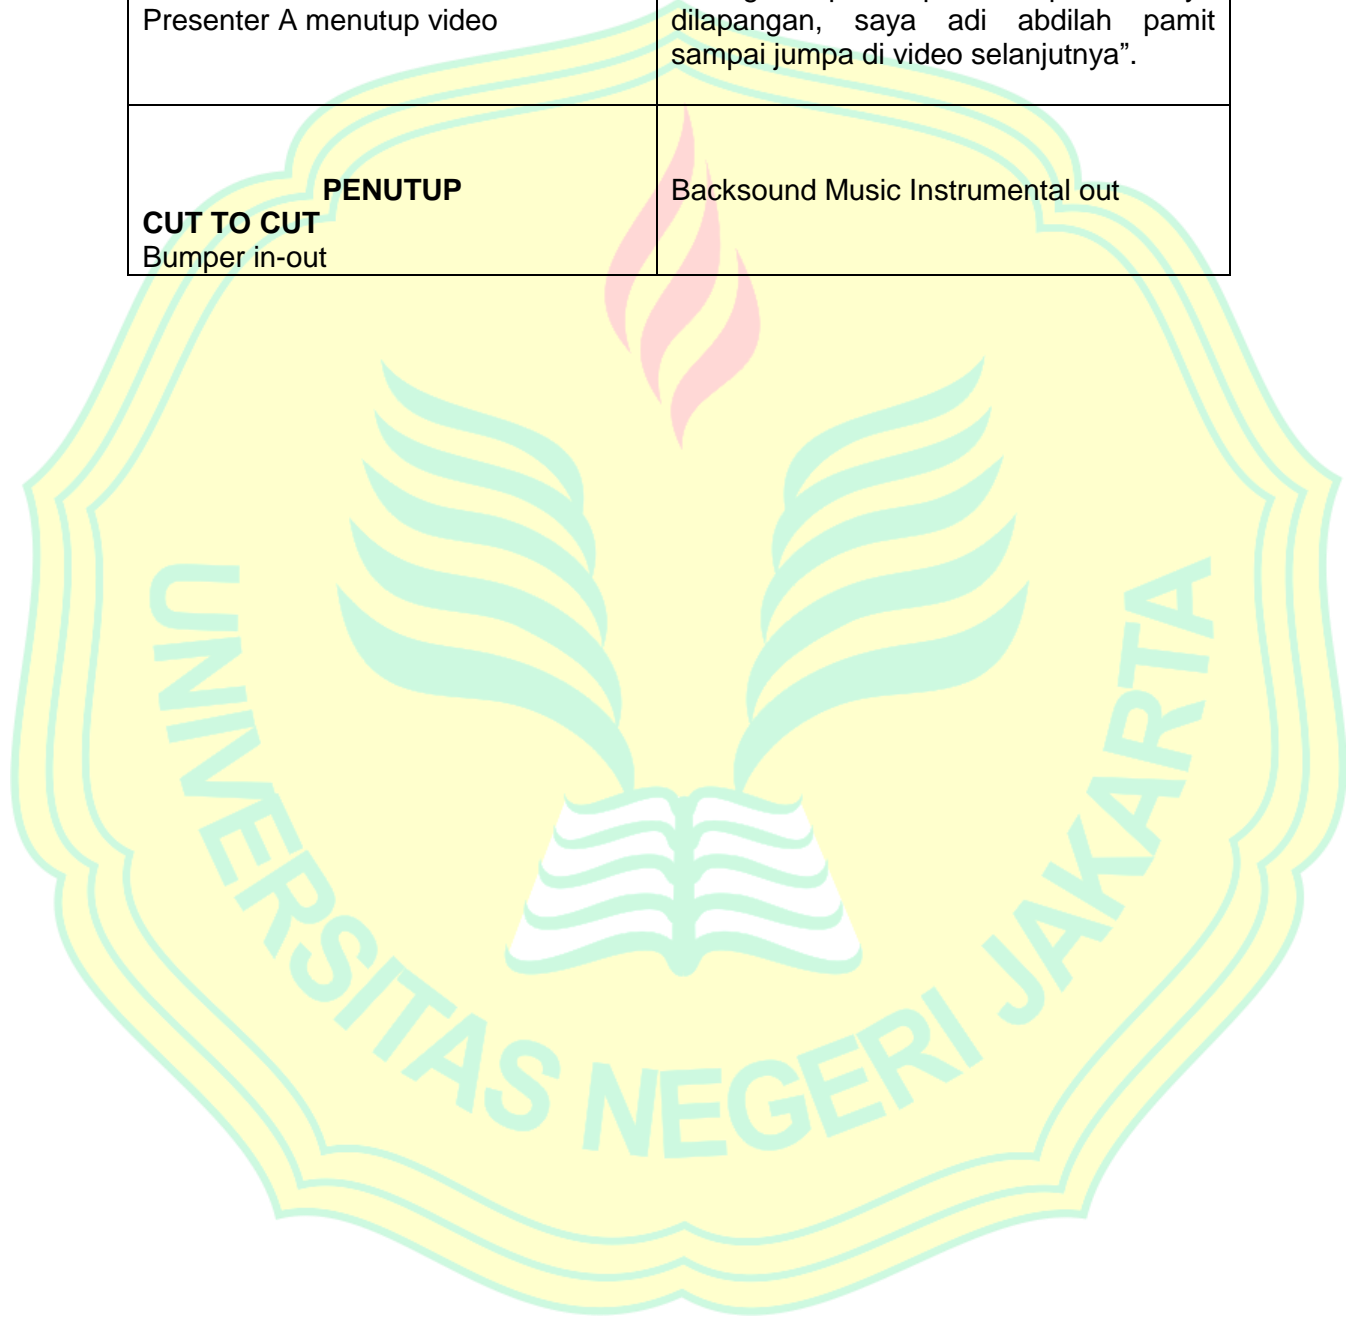 Presenter A menutup video
dilapangan, saya adi abdilah pamit
sampai jumpa di video selanjutnya”.
PENUTUP
CUT TO CUT
Bumper in-out
Backsound Music Instrumental out
UNIVERSITAS NEGERI JAKARTA